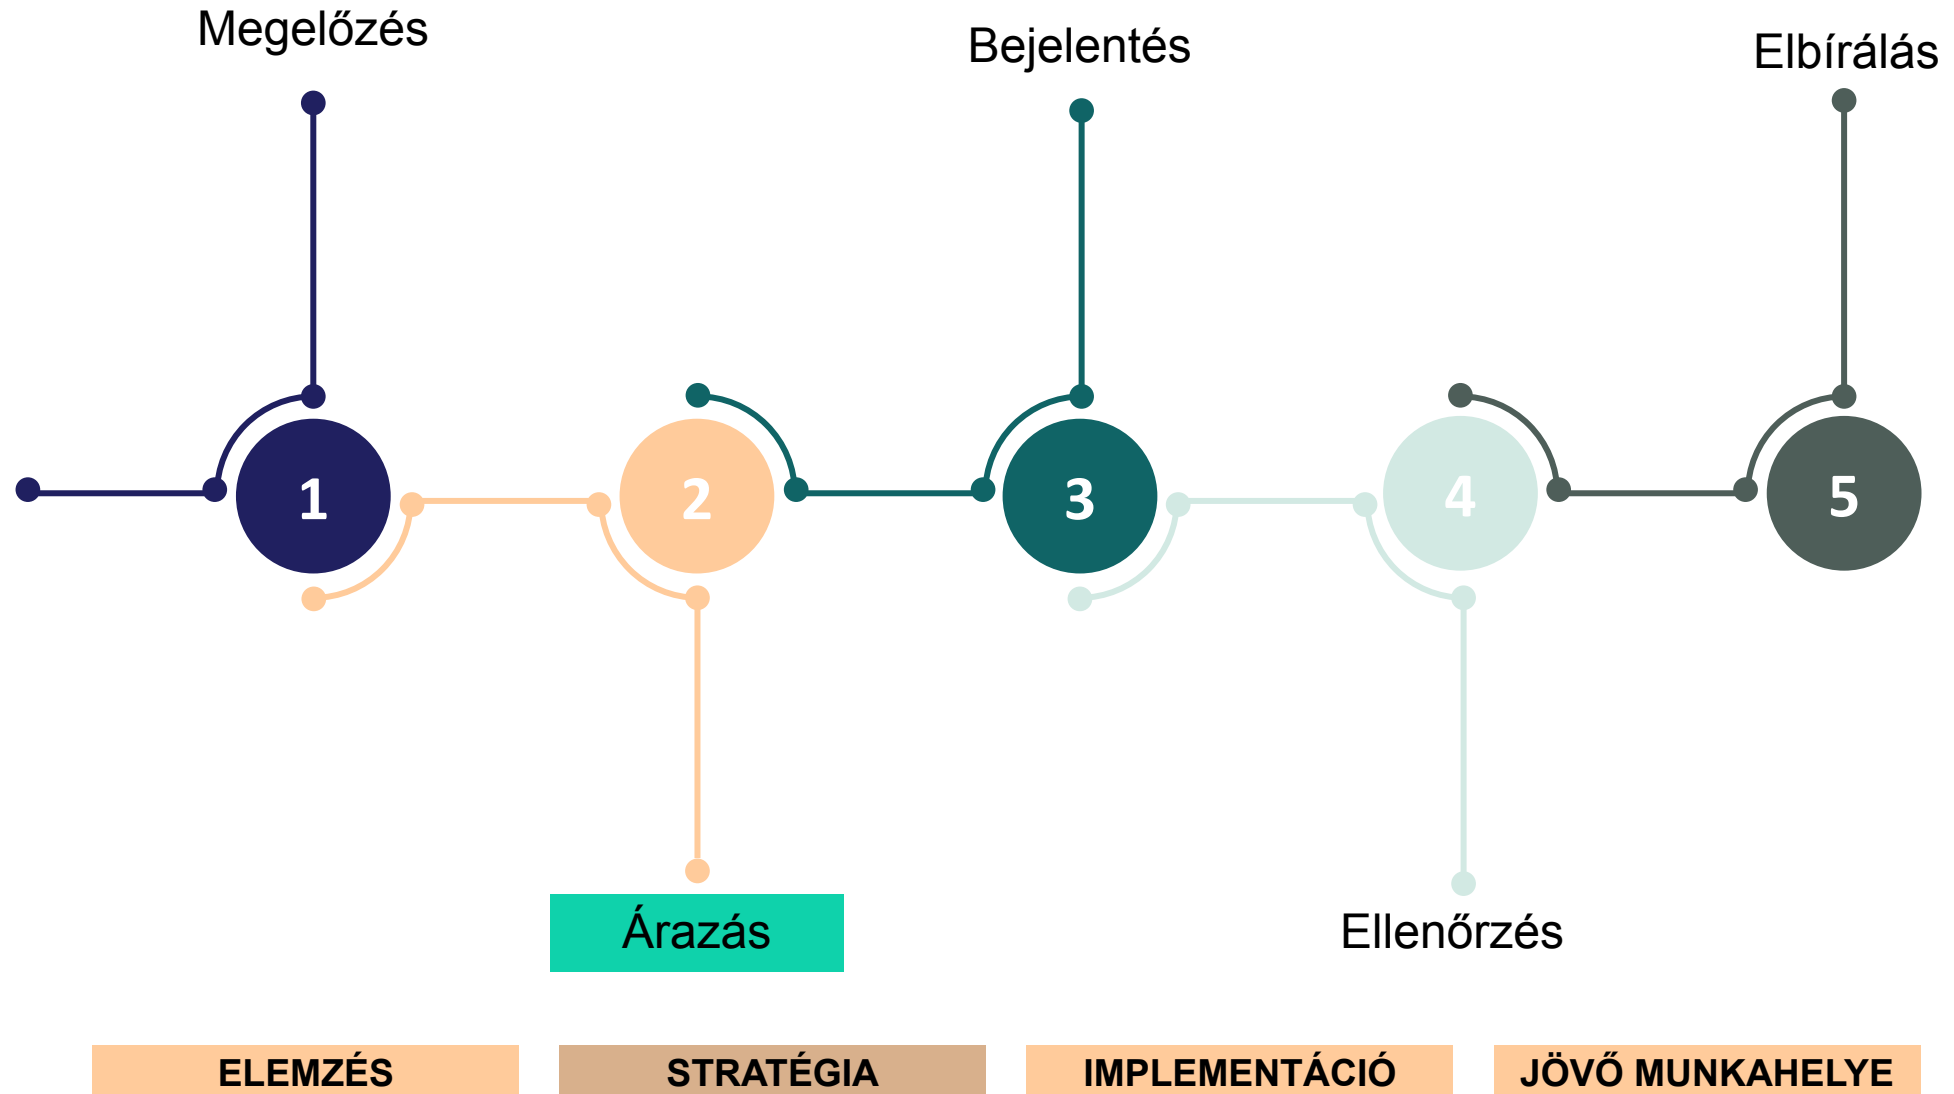 Megelőzés
Bejelentés
Elbírálás
1
2
3
4
5
Árazás
Ellenőrzés
ELEMZÉS
STRATÉGIA
IMPLEMENTÁCIÓ
JÖVŐ MUNKAHELYE